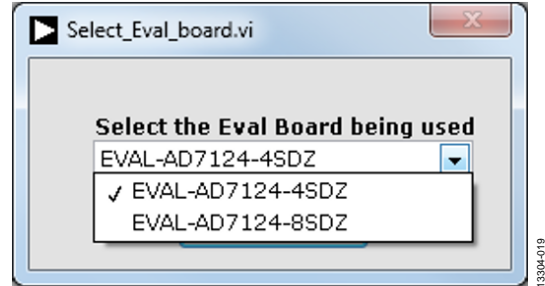 Select_Eval_board.vi
Select the Eval Board being used
EVAL-AD7124-4SDZ
✓ EVAL-AD7124-4SDZ
EVAL-AD7124-8SDZ
13304-019